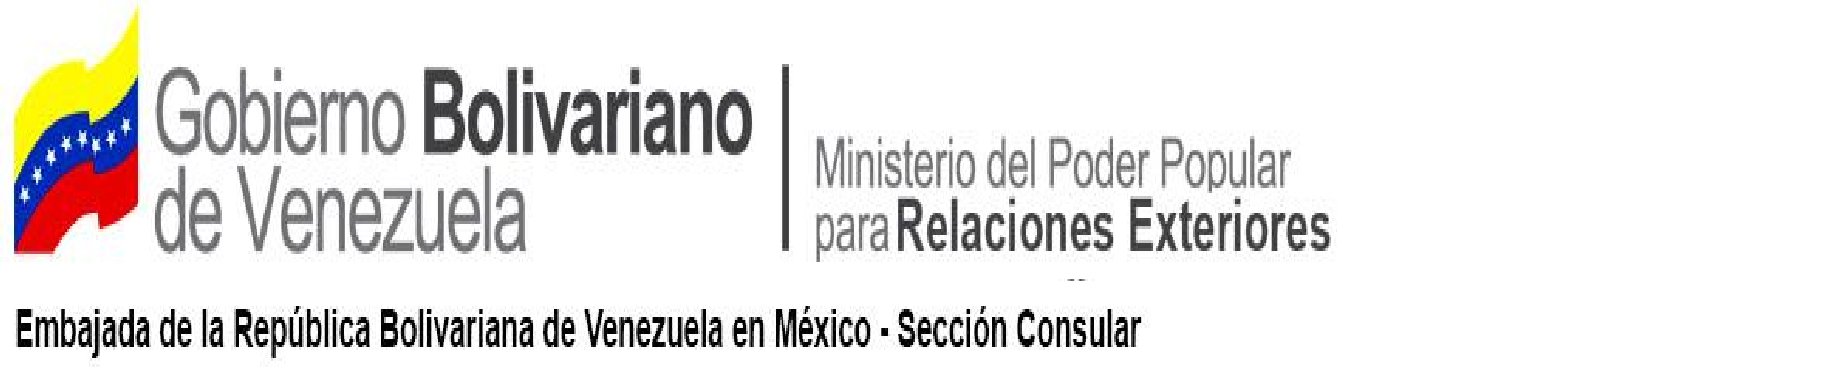 Gobierno Bolivariano
de Venezuela
Ministerio del Poder Popular
para Relaciones Exteriores
Embajada de la República Bolivariana de Venezuela en México - Sección Consular